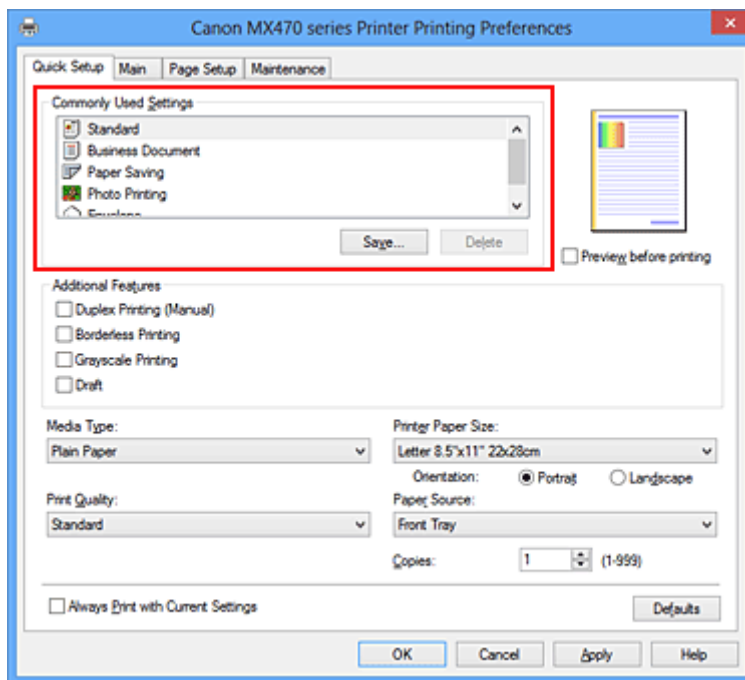 Canon MX470 series Printer Printing Preferences
Quick Setup Main Page Setup Maintenance
Commonly Used Settings
Standard
Business Document
Paper Saving
Photo Printing
Envelope
Save... Delete
Preview before printing
Additional Features
Duplex Printing (Manual)
Borderless Printing
Grayscale Printing
Draft
Media Type:
Plain Paper
Printer Paper Size:
Letter 8.5"x11" 22x28cm
Orientation: Portrait Landscape
Print Quality:
Standard
Paper Source:
Front Tray
Copies: 1 (1-999)
Always Print with Current Settings
Defaults
OK Cancel Apply Help